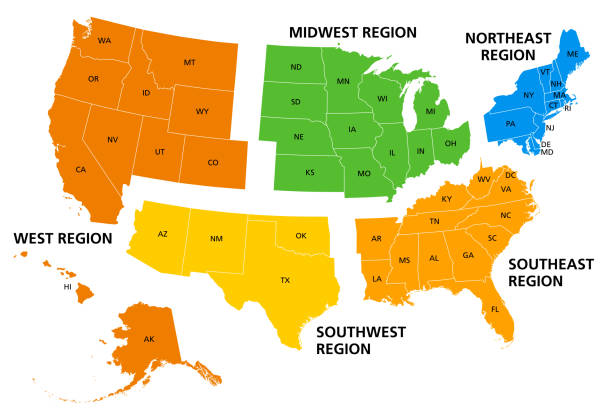 MIDWEST REGION
NORTHEAST
REGION
WA
MT
OR
ID
WY
NV
UT
CO
CA
ND
MN
SD
WI
MI
NE
IA
IL
IN
OH
KS
MO
ME
VT
NH
NY
MA
CT
RI
PA
NJ
DE
MD
WEST REGION
AZ
NM
OK
TX
WV
DC
VA
KY
NC
TN
SC
AR
MS
AL
GA
LA
FL
SOUTHEAST
REGION
HI
AK
SOUTHWEST
REGION